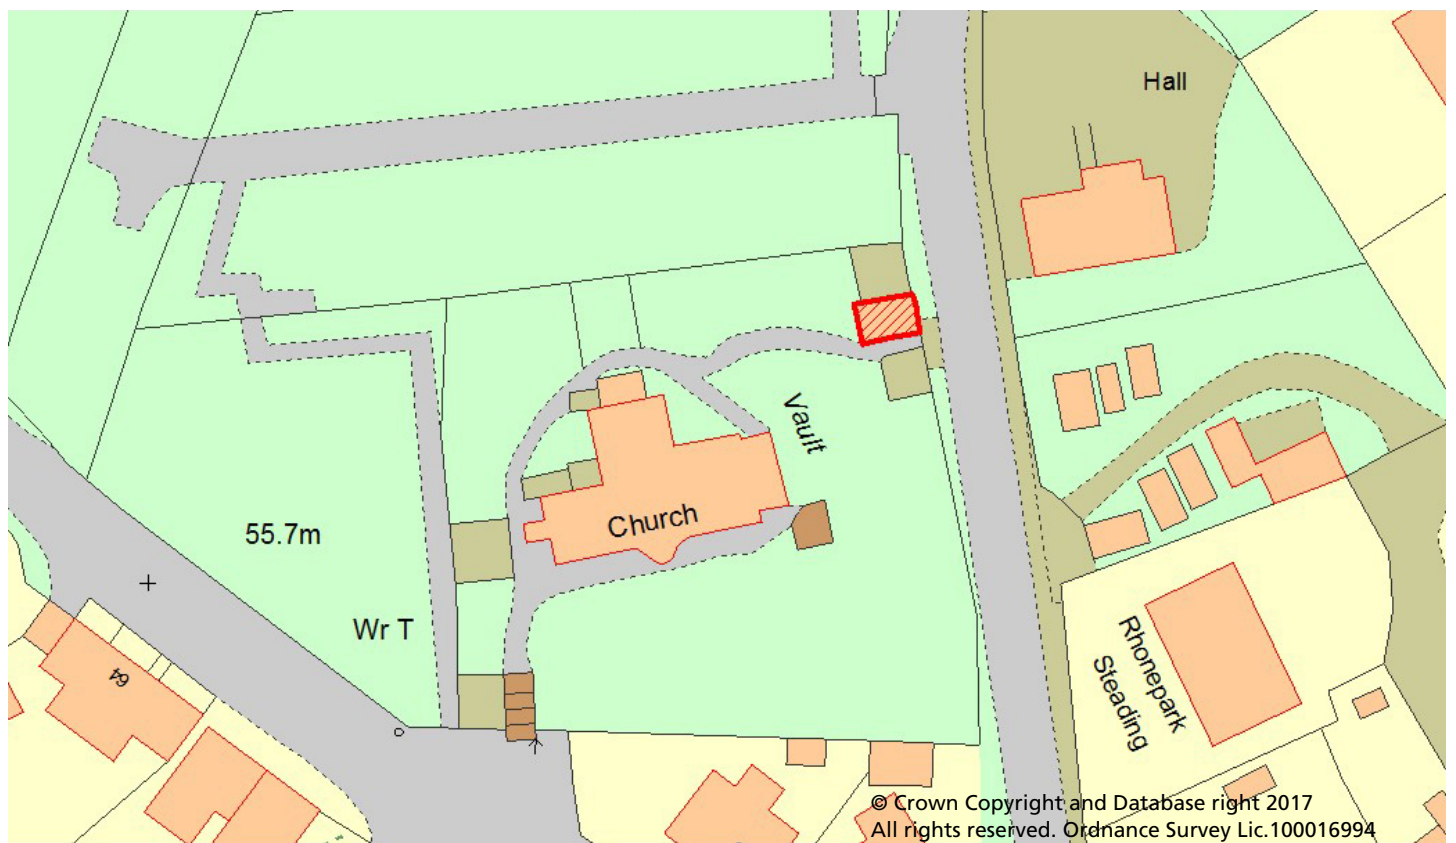 Hall
Vault
Church
55.7m
Wr T
64
Rhonepark
Steading
© Crown Copyright and Database right 2017
All rights reserved. Ordnance Survey Lic.100016994